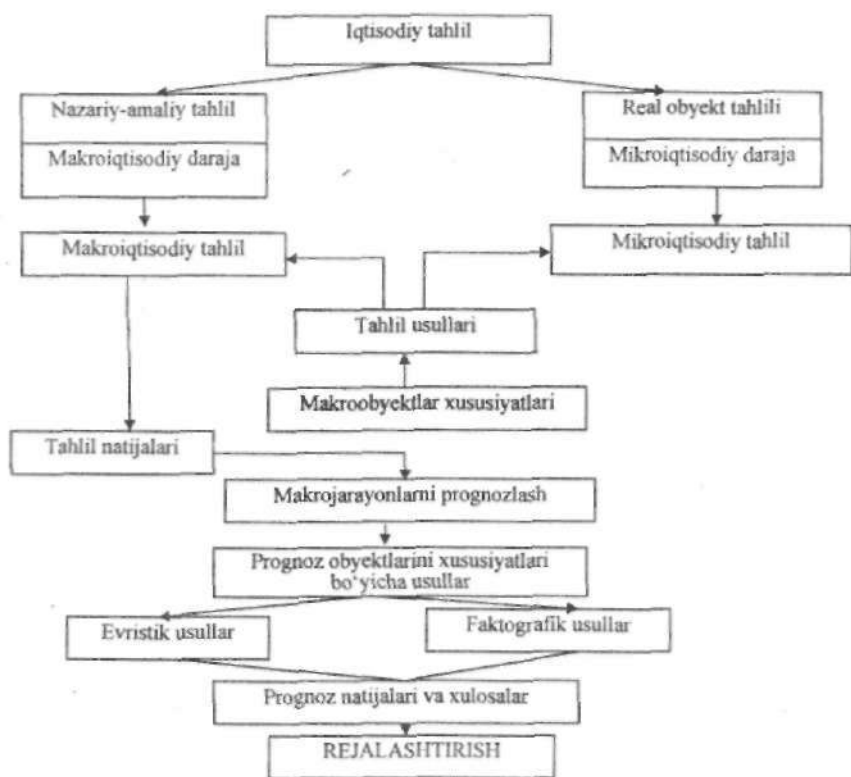 Iqtisodiy tahlil
Nazariy-amaliy tahlil
Makroiqtisodiy daraja
Real obyekt tahlili
Mikroiqtisodiy daraja
Makroiqtisodiy tahlil
Mikroiqtisodiy tahlil
Tahlil usullari
Makroobyektlar xususiyatlari
Tahlil natijalari
Makrojarayonlarni prognozlash
Prognoz obyektlarini xususiyatlari
bo‘yicha usullar
Evristik usullar
Faktografik usullar
Prognoz natijalari va xulosalar
REJALASHTIRISH